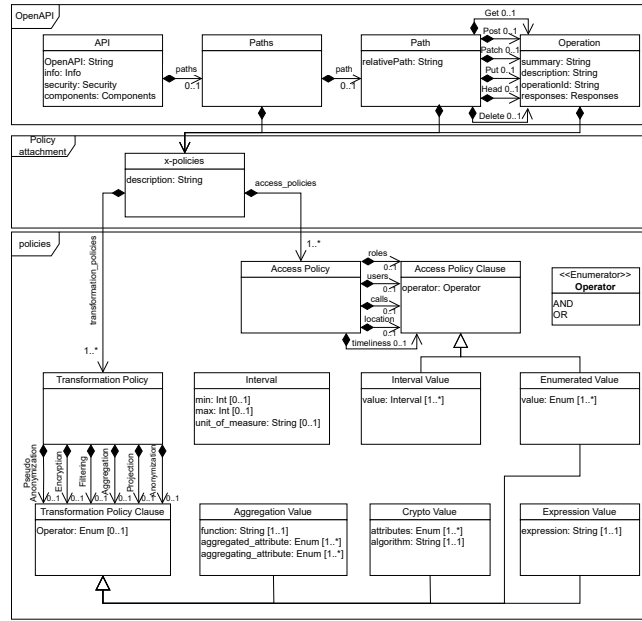 OpenAPI
API
OpenAPI: String
info: Info
security: Security
components: Components
paths
0..1
Paths
path
0..1
Path
relativePath: String
Get 0..1
Post 0..1
Patch 0..1
Put 0..1
Head 0..1
Delete 0..1
Operation
summary: String
description: String
operationId: String
responses: Responses
Policy
attachment
x-policies
description: String
access_policies
1..*
transformation_policies
1..*
policies
Access Policy
roles
0..1
users
0..1
calls
0..1
location
0..1
timeliness 0..1
Access Policy Clause
operator: Operator
<<Enumerator>>
Operator
AND
OR
Transformation Policy
Interval
min: Int [0..1]
max: Int [0..1]
unit_of_measure: String [0..1]
Interval Value
value: Interval [1..*]
Enumerated Value
value: Enum [1..*]
Pseudo
Anonymization
0..1
Encryption
0..1
Filtering
0..1
Aggregation
0..1
Projection
0..1
Anonymization
0..1
Transformation Policy Clause
Operator: Enum [0..1]
Aggregation Value
function: String [1..1]
aggregated_attribute: Enum [1..*]
aggregating_attribute: Enum [1..*]
Crypto Value
attributes: Enum [1..*]
algorithm: String [1..1]
Expression Value
expression: String [1..1]